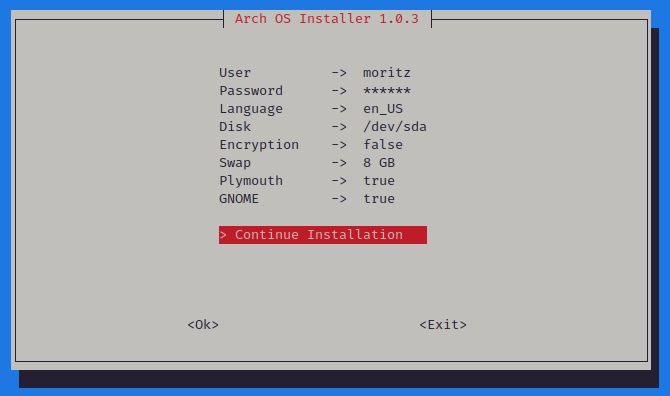 Arch OS Installer 1.0.3
User -> moritz
Password -> ******
Language -> en_US
Disk -> /dev/sda
Encryption -> false
Swap -> 8 GB
Plymouth -> true
GNOME -> true
> Continue Installation
<Ok> <Exit>